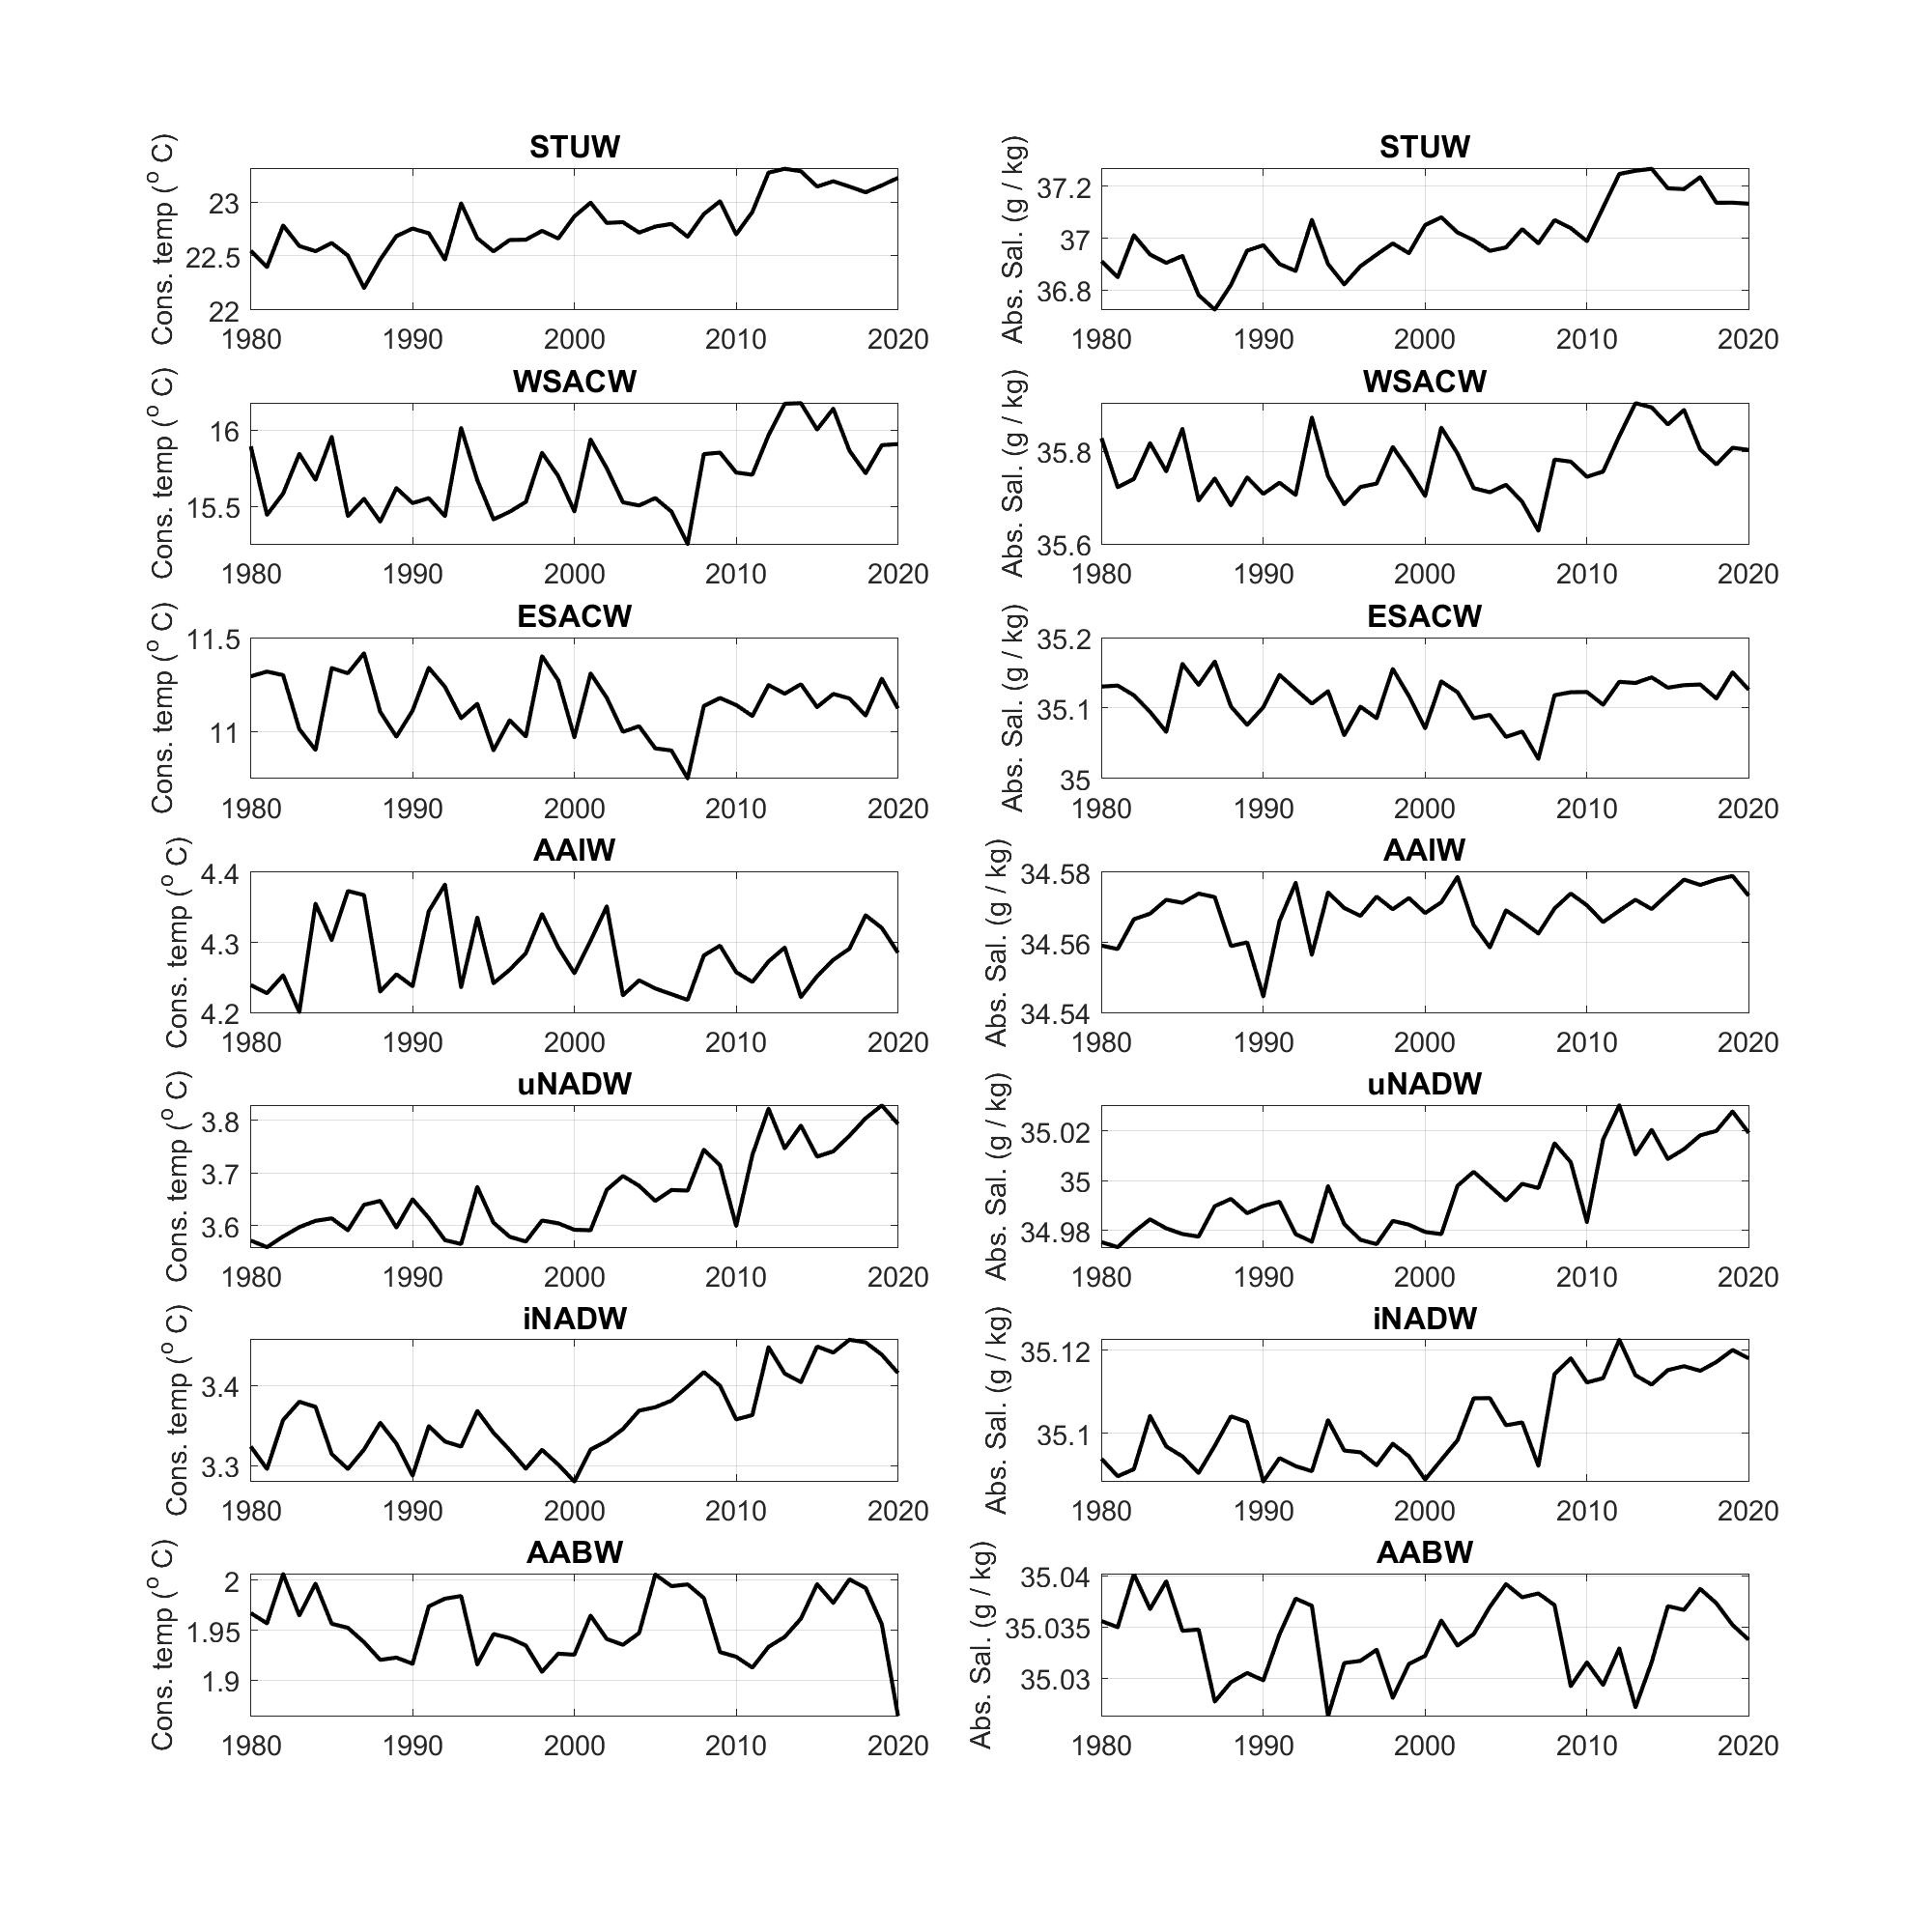 STUW
Cons. temp (° C)
23
22.5
22
1980 1990 2000 2010 2020
STUW
Abs. Sal. (g / kg)
37.2
37
36.8
1980 1990 2000 2010 2020
WSACW
Cons. temp (° C)
16
15.5
1980 1990 2000 2010 2020
WSACW
Abs. Sal. (g / kg)
35.8
35.6
1980 1990 2000 2010 2020
ESACW
Cons. temp (° C)
11.5
11
1980 1990 2000 2010 2020
ESACW
Abs. Sal. (g / kg)
35.2
35.1
35
1980 1990 2000 2010 2020
AAIW
Cons. temp (° C)
4.4
4.3
4.2
1980 1990 2000 2010 2020
AAIW
Abs. Sal. (g / kg)
34.58
34.56
34.54
1980 1990 2000 2010 2020
uNADW
Cons. temp (° C)
3.8
3.7
3.6
1980 1990 2000 2010 2020
uNADW
Abs. Sal. (g / kg)
35.02
35
34.98
1980 1990 2000 2010 2020
iNADW
Cons. temp (° C)
3.4
3.3
1980 1990 2000 2010 2020
iNADW
Abs. Sal. (g / kg)
35.12
35.1
1980 1990 2000 2010 2020
AABW
Cons. temp (° C)
2
1.95
1.9
1980 1990 2000 2010 2020
AABW
Abs. Sal. (g / kg)
35.04
35.035
35.03
1980 1990 2000 2010 2020